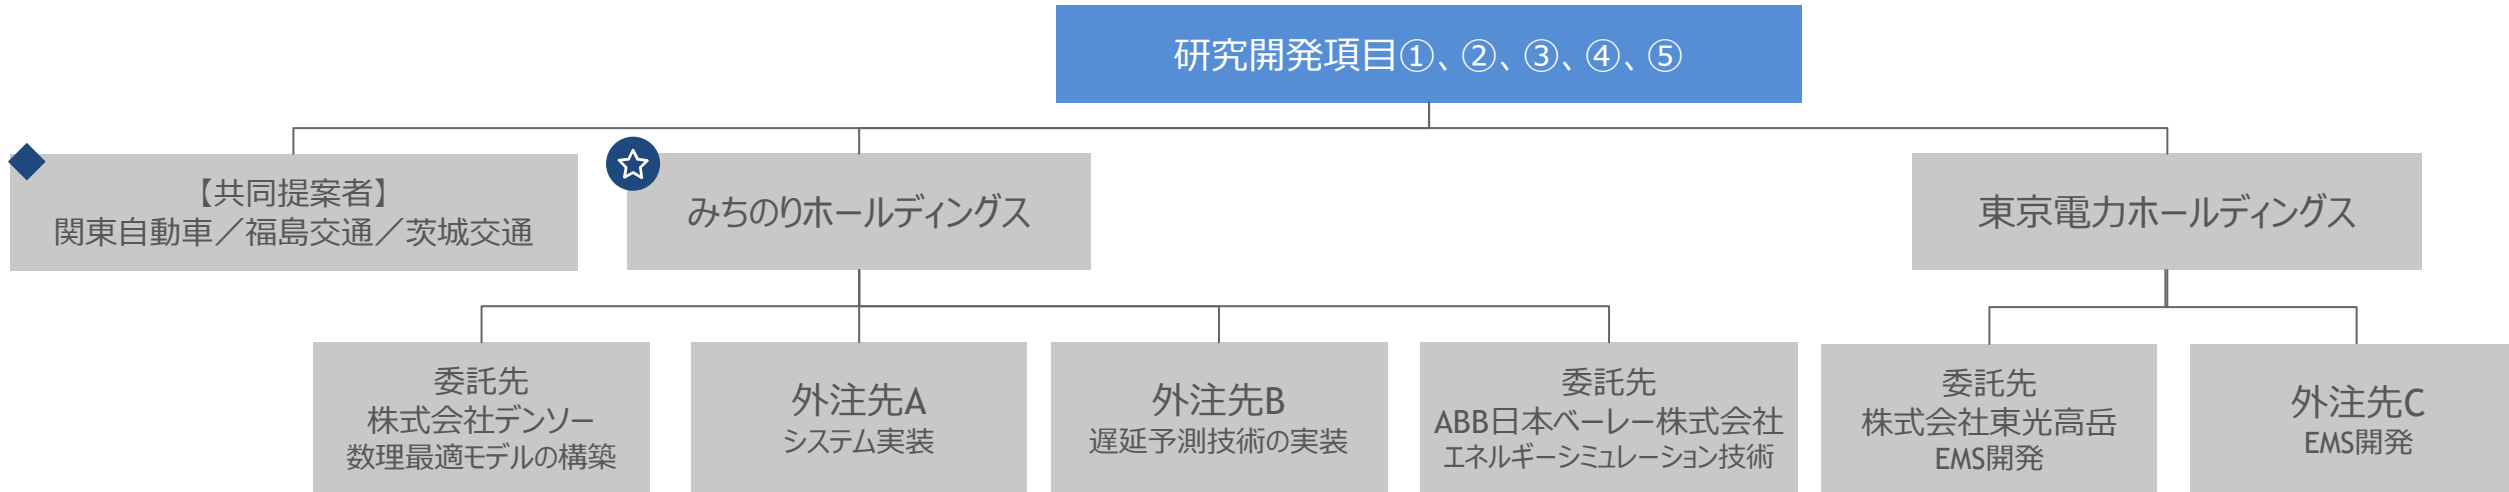 研究開発項目①、②、③、④、⑤
【共同提案者】
関東自動車／福島交通／茨城交通
みちのりホールディングス
東京電力ホールディングス
委託先
株式会社デンソー
数理最適モデルの構築
外注先A
システム実装
外注先B
遅延予測技術の実装
委託先
ABB日本ベーレー株式会社
エネルギーシミュレーション技術
委託先
株式会社東光高岳
EMS開発
外注先C
EMS開発